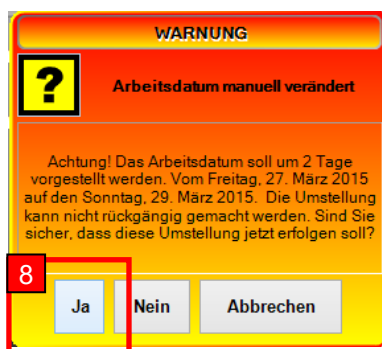 WARNUNG
?
Arbeitsdatum manuell verändert
Achtung! Das Arbeitsdatum soll um 2 Tage
vorgestellt werden. Vom Freitag, 27. März 2015
auf den Sonntag, 29. März 2015. Die Umstellung
kann nicht rückgängig gemacht werden. Sind Sie
sicher, dass diese Umstellung jetzt erfolgen soll?
8
Ja Nein Abbrechen